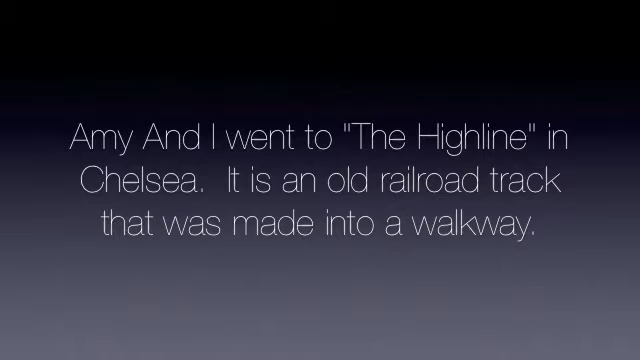 Amy And I went to "The Highline" in
Chelsea.  It is an old railroad track
that was made into a walkway.